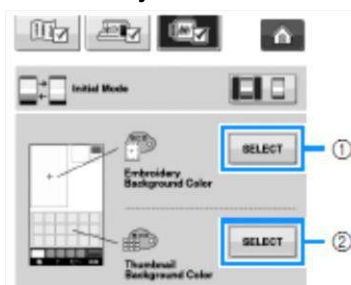 Initial Mode
SELECT
①
Embroidery
Background Color
SELECT
②
Thumbnail
Background Color